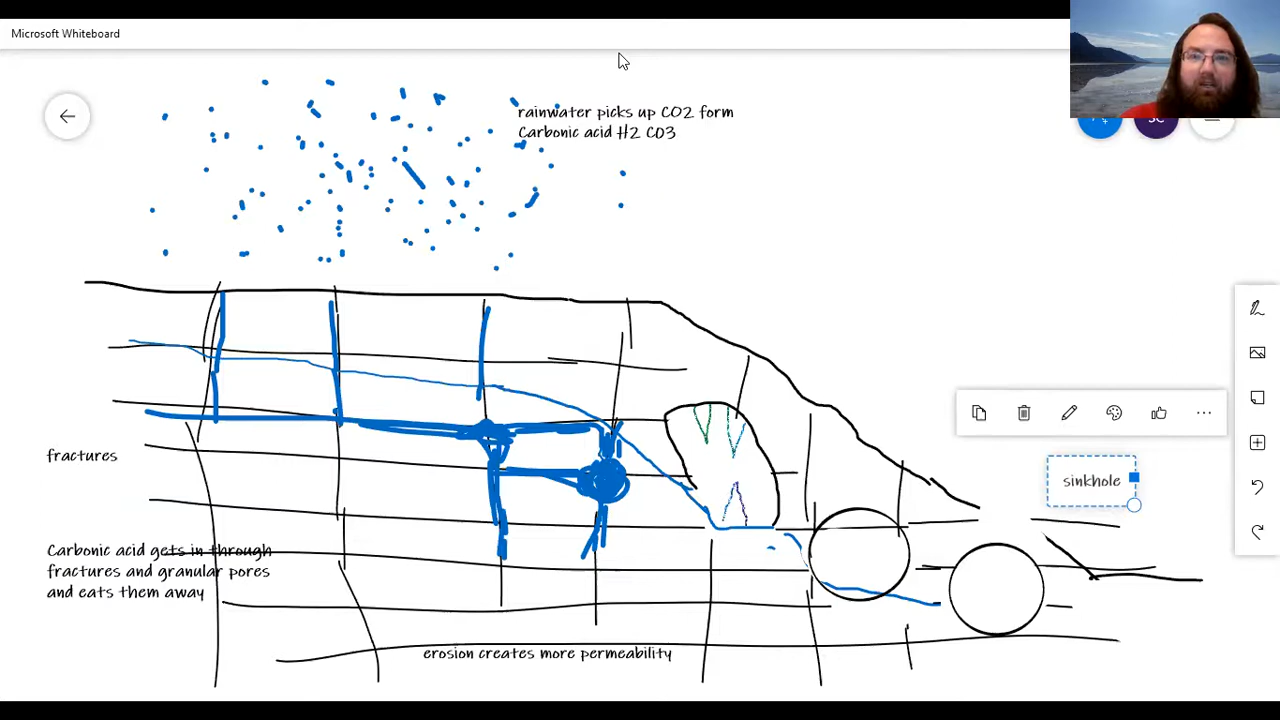 Microsoft Whiteboard
rainwater picks up CO2 form
Carbonic acid H2 CO3
fractures
sinkhole
Carbonic acid gets in through
fractures and granular pores
and eats them away
erosion creates more permeability